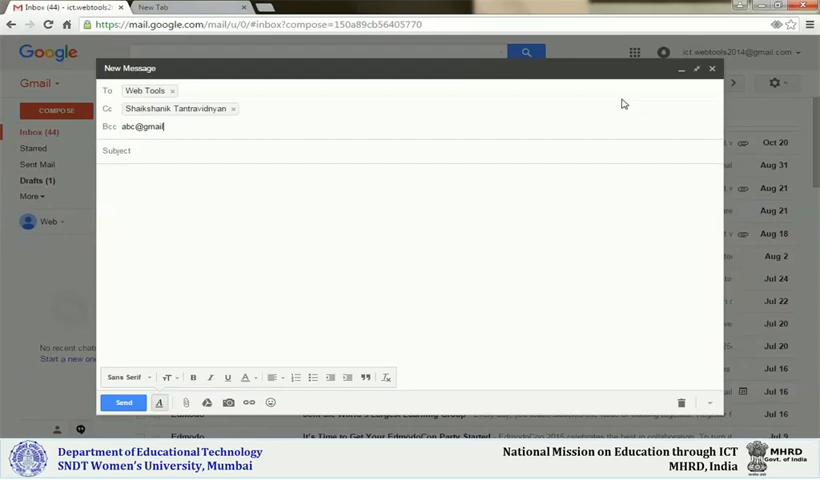 Inbox (44) - ict.webtools2
New Tab
https://mail.google.com/mail/u/0/#inbox?compose=150a89cb56405770
Google
ict.webtools2014@gmail.com
Gmail
COMPOSE
Inbox (44)
Starred
Sent Mail
Drafts (1)
More
Web
No recent chats
Start a new one
New Message
To Web Tools
Cc Shaikshanik Tantravidnyan
Bcc abc@gmail
Subject
Sans Serif
Send
Oct 20
Aug 31
Aug 21
Aug 21
Aug 18
Aug 2
Jul 24
Jul 22
Jul 20
Jul 16
Jul 16
Jul 14
Jul 9
Edmodo
Edmodo It's Time to Get Your EdmodoCon Party Started
Department of Educational Technology
SNDT Women's University, Mumbai
National Mission on Education through ICT
MHRD, India
MHRD
Govt. of India